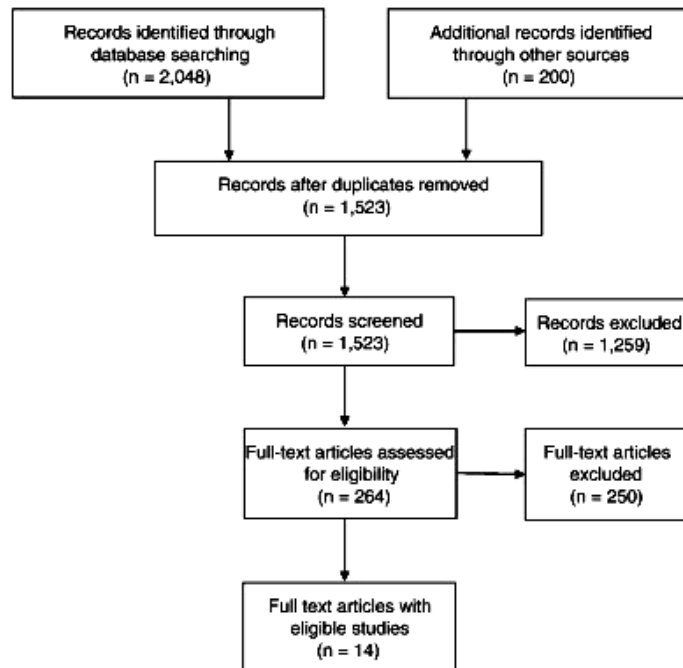 Records identified through
database searching
(n = 2,048)
Additional records identified
through other sources
(n = 200)
Records after duplicates removed
(n = 1,523)
Records screened
(n = 1,523)
Records excluded
(n = 1,259)
Full-text articles assessed
for eligibility
(n = 264)
Full-text articles
excluded
(n = 250)
Full text articles with
eligible studies
(n = 14)